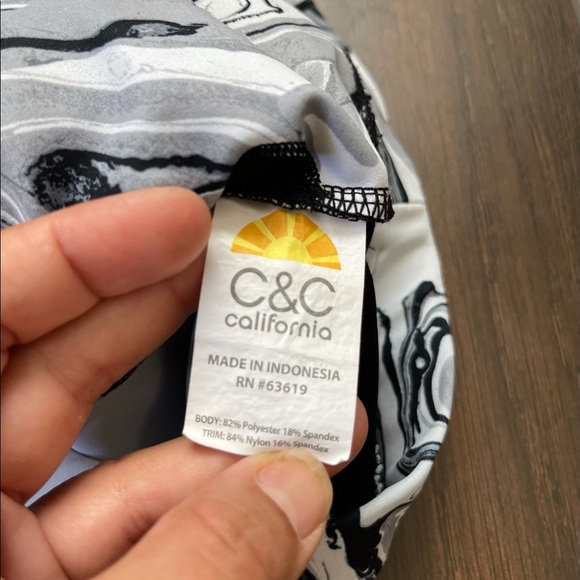 C&C
california
MADE IN INDONESIA
RN #63619
BODY: 82% Polyester 18% Spandex
TRIM: 84% Nylon 16% Spandex